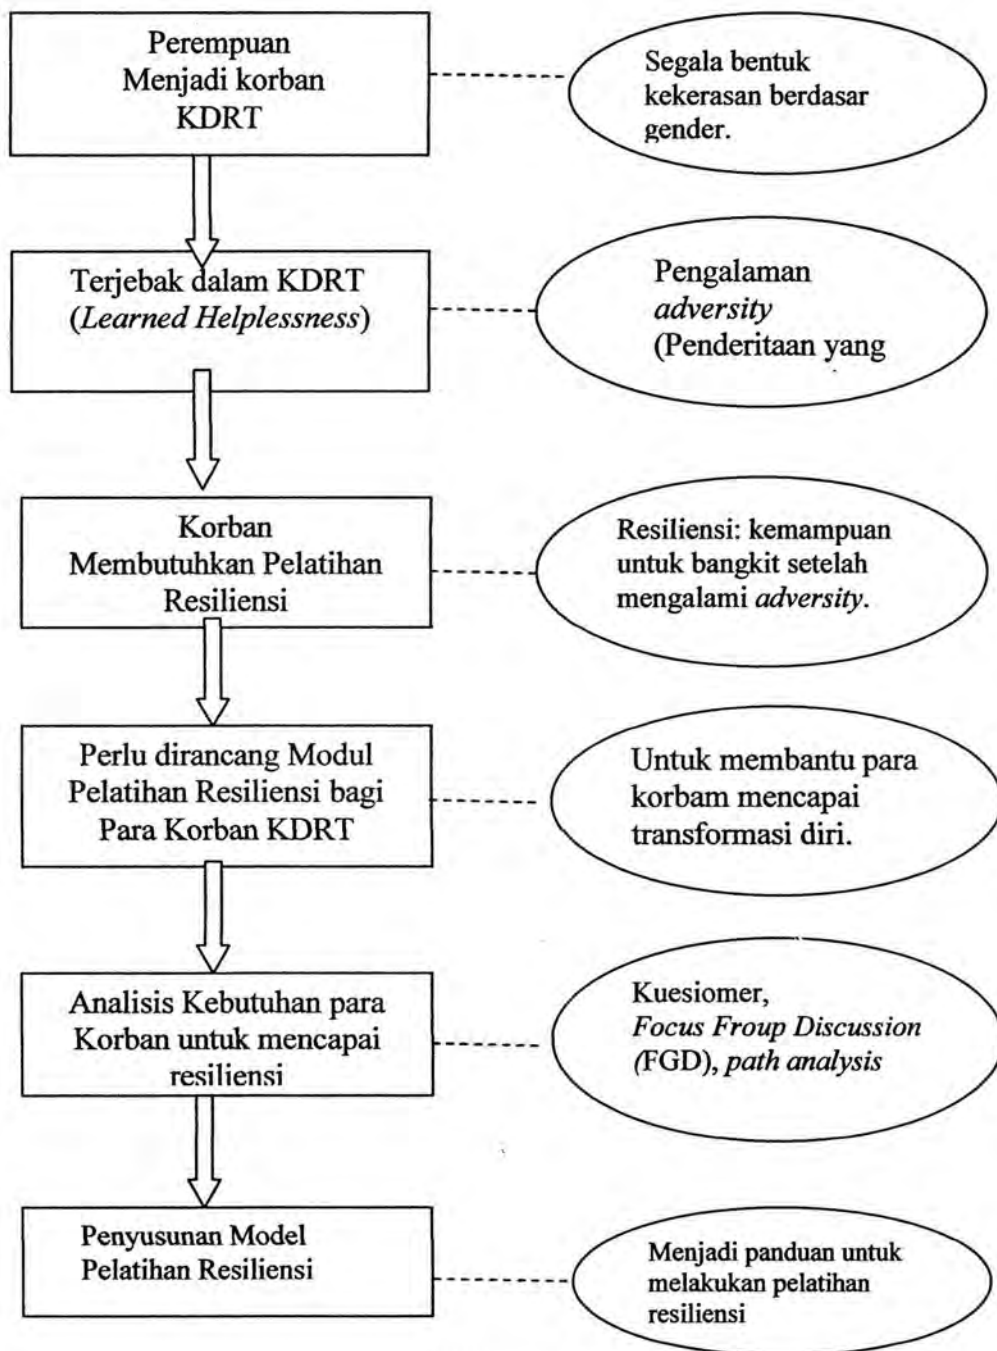 Perempuan
Menjadi korban
KDRT
Segala bentuk
kekerasan berdasar
gender.
Terjebak dalam KDRT
(Learned Helplessness)
Pengalaman
adversity
(Penderitaan yang
Korban
Membutuhkan Pelatihan
Resiliensi
Resiliensi: kemampuan
untuk bangkit setelah
mengalami adversity.
Perlu dirancang Modul
Pelatihan Resiliensi bagi
Para Korban KDRT
Untuk membantu para
korbam mencapai
transformasi diri.
Analisis Kebutuhan para
Korban untuk mencapai
resiliensi
Kuesiomer,
Focus Froup Discussion
(FGD), path analysis
Penyusunan Model
Pelatihan Resiliensi
Menjadi panduan untuk
melakukan pelatihan
resiliensi